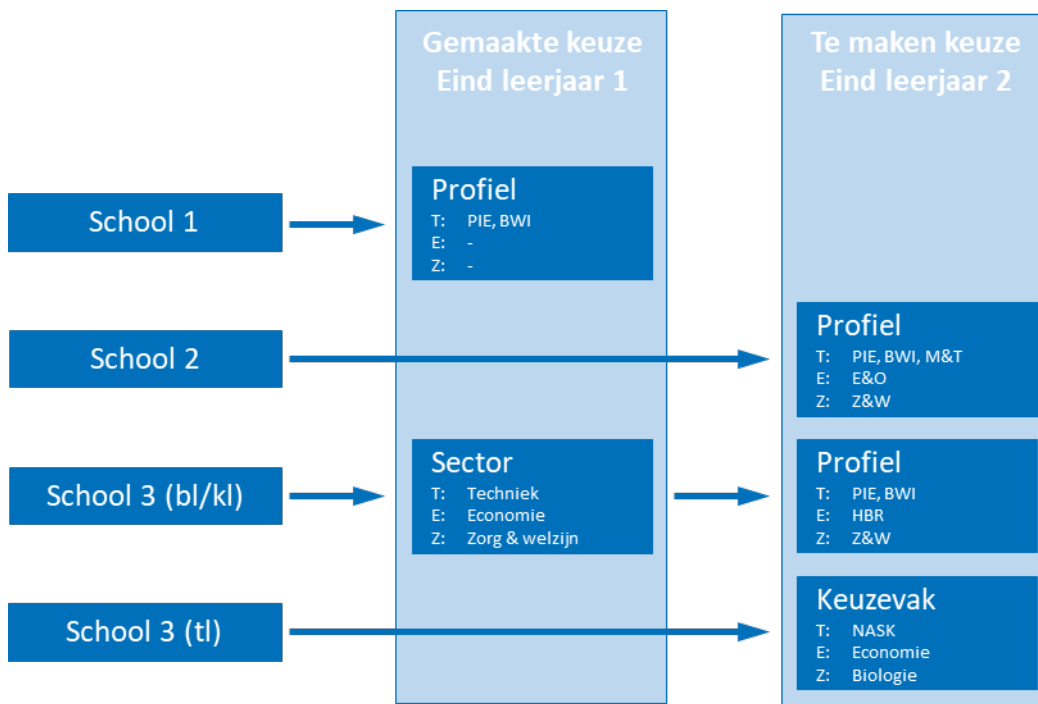 Gemaakte keuze
Eind leerjaar 1
Te maken keuze
Eind leerjaar 2
School 1
Profiel
T: PIE, BWI
E: -
Z: -
School 2
Profiel
T: PIE, BWI, M&T
E: E&O
Z: Z&W
School 3 (bl/kl)
Sector
T: Techniek
E: Economie
Z: Zorg & welzijn
Profiel
T: PIE, BWI
E: HBR
Z: Z&W
School 3 (tl)
Keuzevak
T: NASK
E: Economie
Z: Biologie